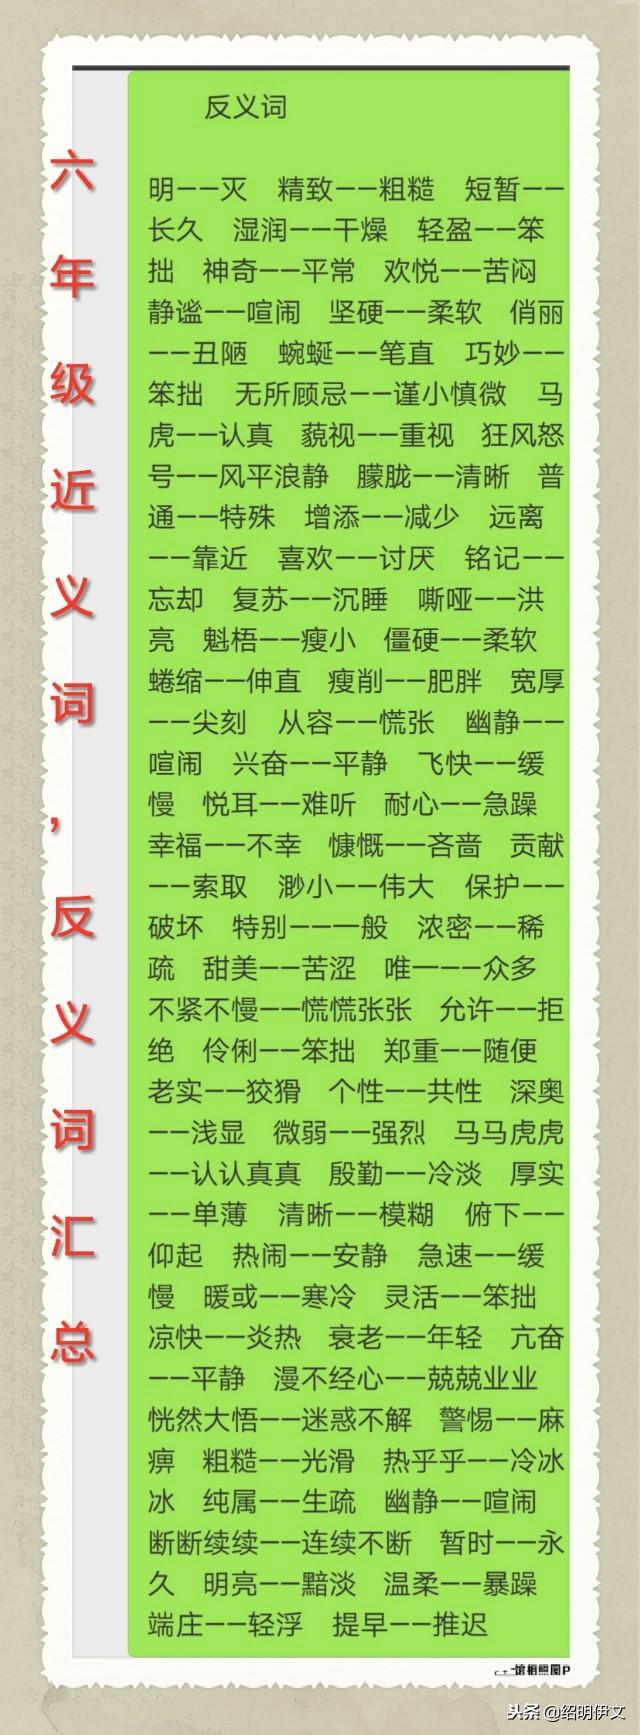 六年级近义词，反义词汇总
反义词
明——灭　精致——粗糙　短暂——
长久　湿润——干燥　轻盈——笨
拙　神奇——平常　欢悦——苦闷
静谧——喧闹　坚硬——柔软　俏丽
——丑陋　蜿蜒——笔直　巧妙——
笨拙　无所顾忌——谨小慎微　马
虎——认真　藐视——重视　狂风怒
号——风平浪静　朦胧——清晰　普
通——特殊　增添——减少　远离
——靠近　喜欢——讨厌　铭记——
忘却　复苏——沉睡　嘶哑——洪
亮　魁梧——瘦小　僵硬——柔软
蜷缩——伸直　瘦削——肥胖　宽厚
——尖刻　从容——慌张　幽静——
喧闹　兴奋——平静　飞快——缓
慢　悦耳——难听　耐心——急躁
幸福——不幸　慷慨——吝啬　贡献
——索取　渺小——伟大　保护——
破坏　特别——一般　浓密——稀
疏　甜美——苦涩　唯一——众多
不紧不慢——慌慌张张　允许——拒
绝　伶俐——笨拙　郑重——随便
老实——狡猾　个性——共性　深奥
——浅显　微弱——强烈　马马虎虎
——认认真真　殷勤——冷淡　厚实
——单薄　清晰——模糊　俯下——
仰起　热闹——安静　急速——缓
慢　暖或——寒冷　灵活——笨拙
凉快——炎热　衰老——年轻　亢奋
——平静　漫不经心——兢兢业业
恍然大悟——迷惑不解　警惕——麻
痹　粗糙——光滑　热乎乎——冷冰
冰　纯属——生疏　幽静——喧闹
断断续续——连续不断　暂时——永
久　明亮——黯淡　温柔——暴躁
端庄——轻浮　提早——推迟
头条 @绍明伊文